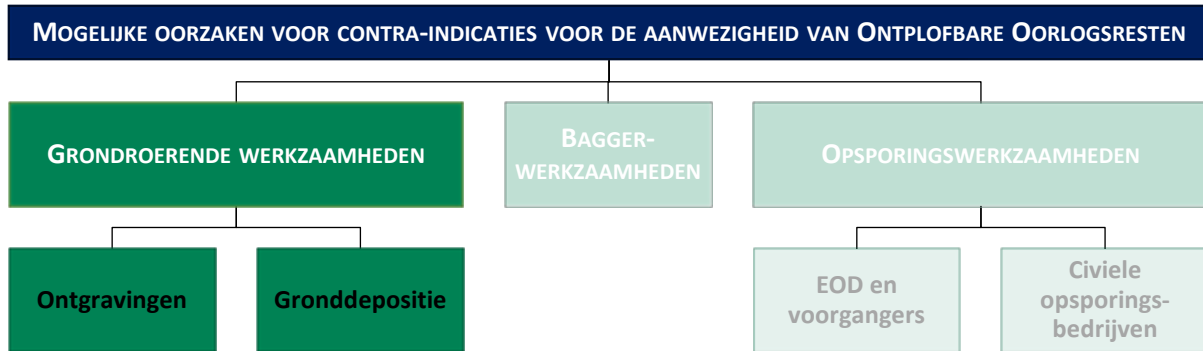 MOGELIJKE OORZAKEN VOOR CONTRA-INDICATIES VOOR DE AANWEZIGHEID VAN ONTPLOFBARE OORLOGSRESTEN
GRONDROERENDE WERKZAAMHEDEN
BAGGER-
WERKZAAMHEDEN
OPSPORINGSWERKZAAMHEDEN
Ontgravingen
Gronddepositie
EOD en
voorgangers
Civiele
opsporings-
bedrijven